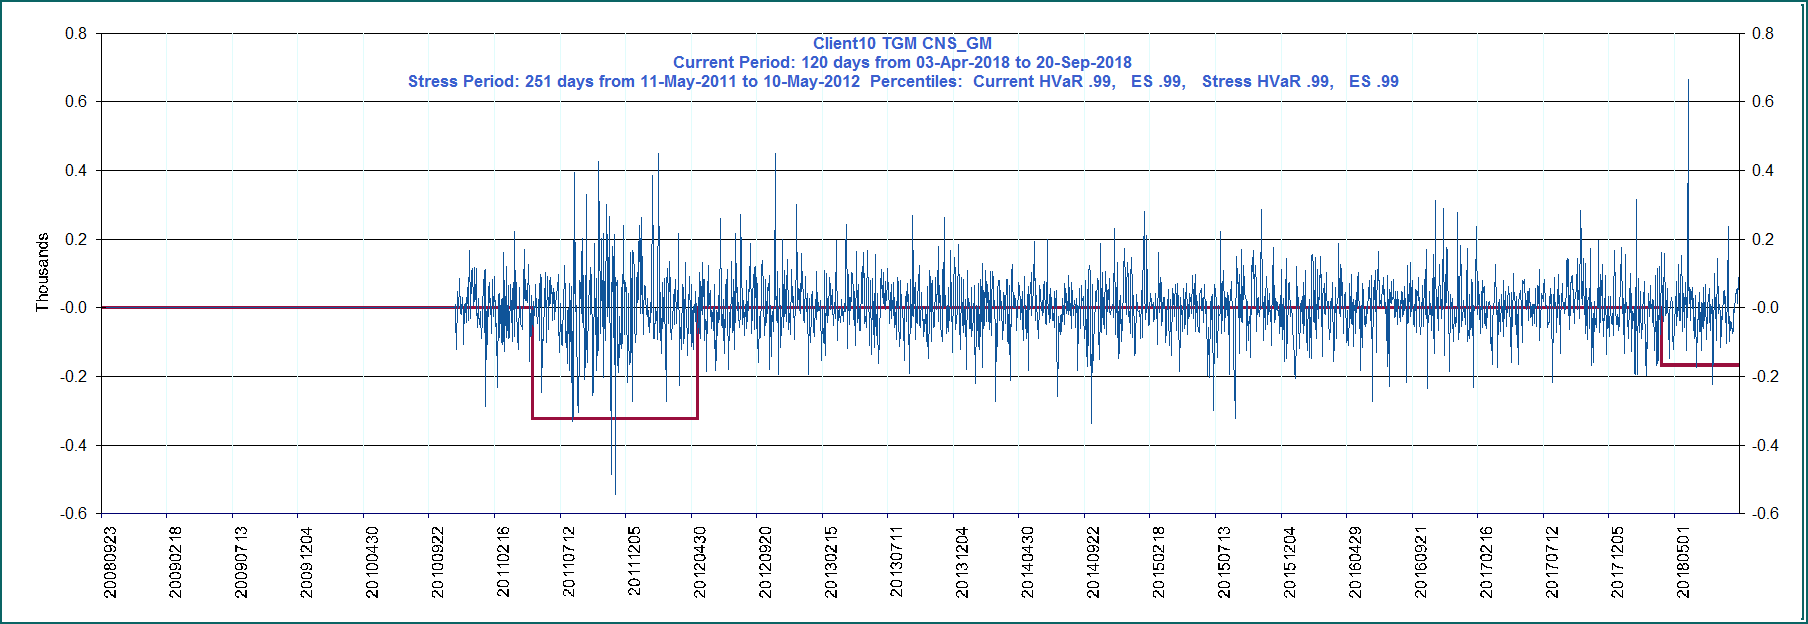 Client10 TGM CNS_GM
Current Period: 120 days from 03-Apr-2018 to 20-Sep-2018
Stress Period: 251 days from 11-May-2011 to 10-May-2012 Percentiles: Current HVaR .99, ES .99, Stress HVaR .99, ES .99
0.8 0.8
0.6 0.6
0.4 0.4
0.2 0.2
Thousands
-0.0 -0.0
-0.2 -0.2
-0.4 -0.4
-0.6 -0.6
20080923 20090218 20090713 20091204 20100430 20100922 20110216 20110712 20111205 20120430 20120920 20130215 20130711 20131204 20140430 20140922 20150218 20150713 20151204 20160429 20160921 20170216 20170712 20171205 20180501